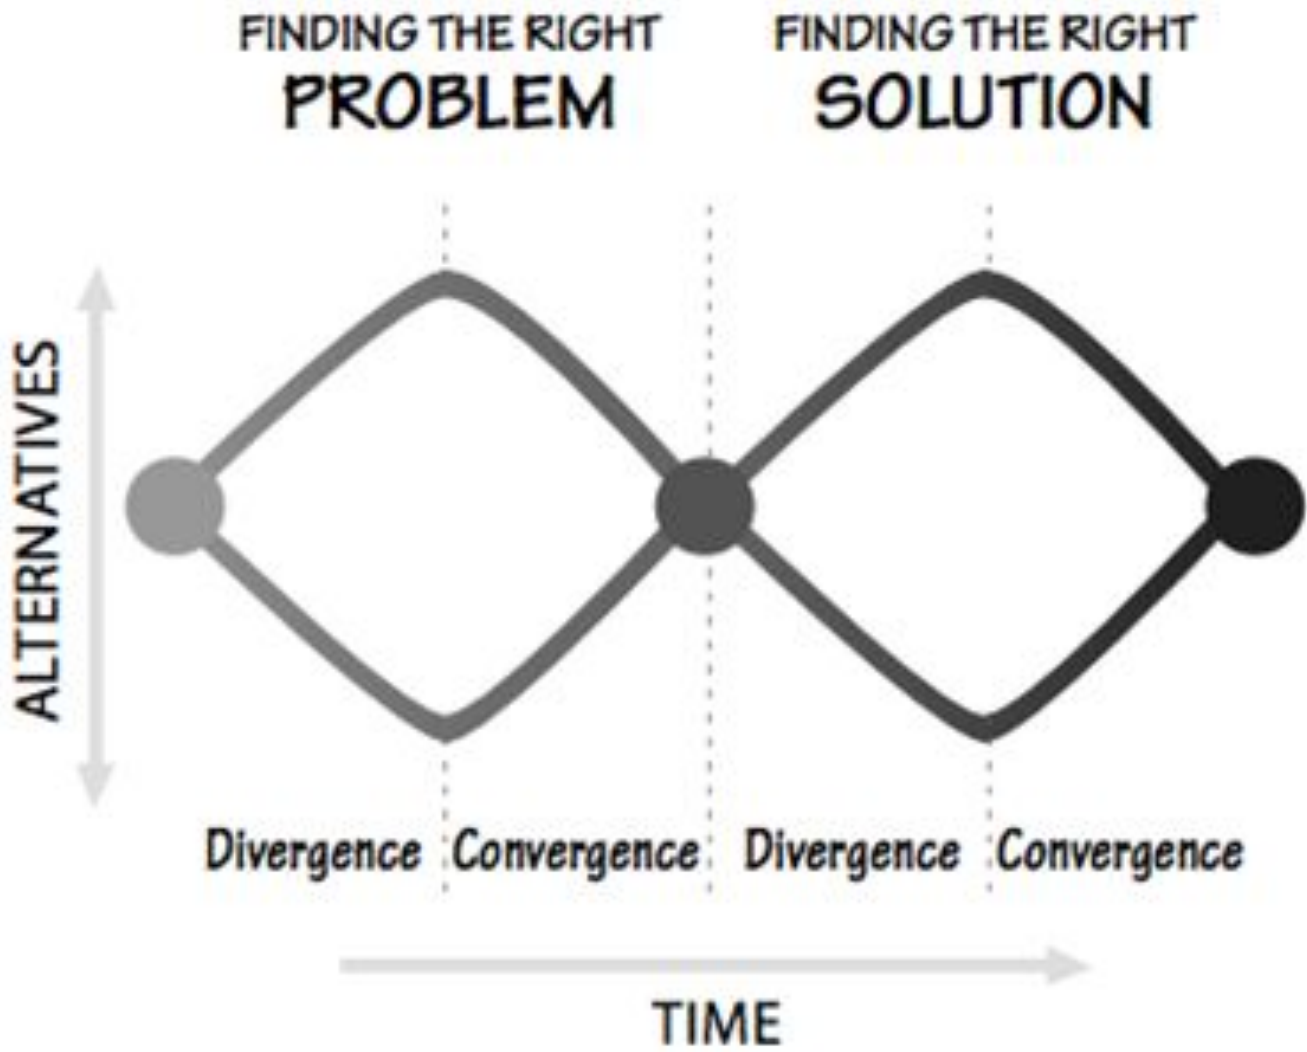 FINDING THE RIGHT
PROBLEM
FINDING THE RIGHT
SOLUTION
ALTERNATIVES
Divergence
Convergence
Divergence
Convergence
TIME